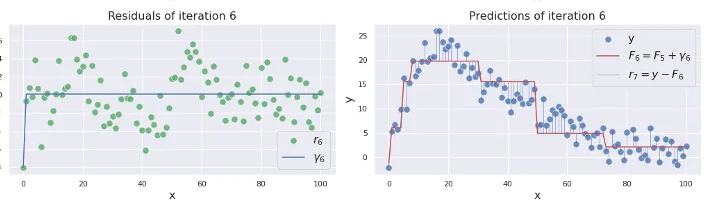 Residuals of iteration 6
0
r₆
γ₆
0 20 40 60 80 100
x
Predictions of iteration 6
25
20
15
10
5
0
y
y
F₆ = F₅ + γ₆
r₇ = y − F₆
0 20 40 60 80 100
x